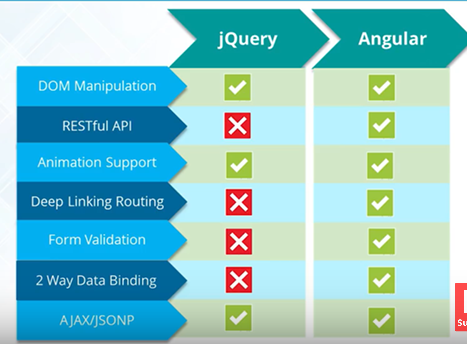 jQuery Angular
DOM Manipulation
RESTful API
Animation Support
Deep Linking Routing
Form Validation
2 Way Data Binding
AJAX/JSONP
Su